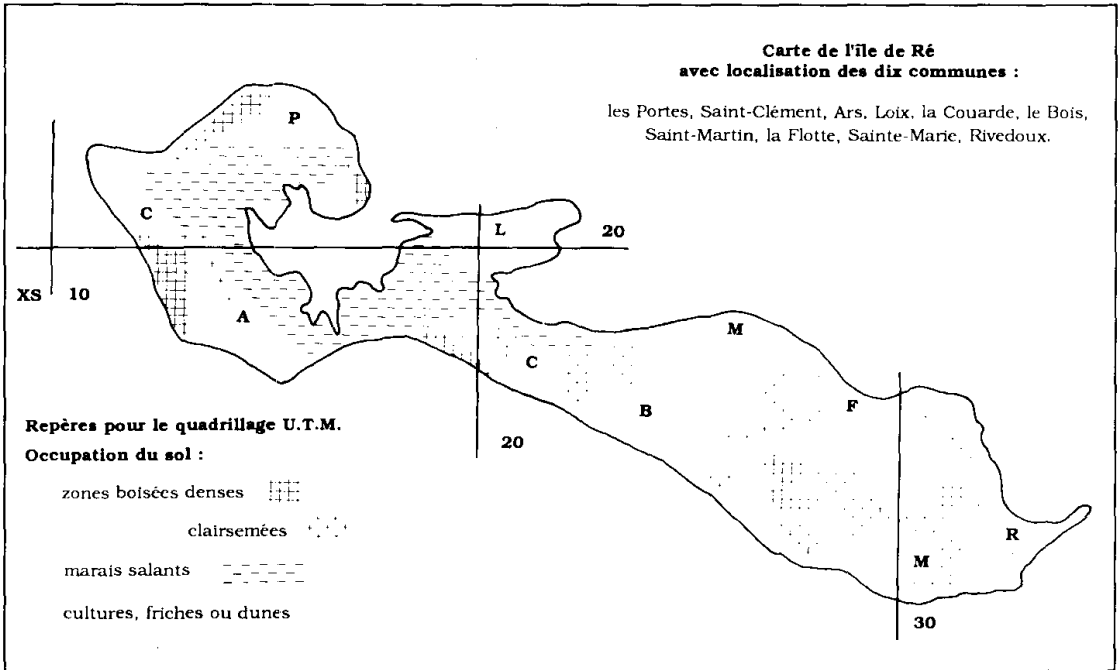 Carte de l'île de Ré
avec localisation des dix communes :
les Portes, Saint-Clément, Ars, Loix, la Couarde, le Bois,
Saint-Martin, la Flotte, Sainte-Marie, Rivedoux.
P
C
L
20
XS 10
A
M
C
B
F
20
R
M
30
Repères pour le quadrillage U.T.M.
Occupation du sol :
zones boisées denses
clairsemées
marais salants
cultures, friches ou dunes